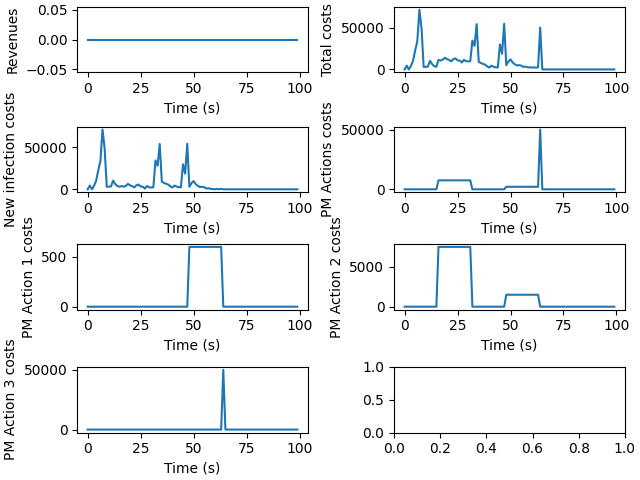 Revenues
0.05
0.00
−0.05
0 25 50 75 100
Time (s)
Total costs
50000
0
0 25 50 75 100
Time (s)
New infection costs
50000
0
0 25 50 75 100
Time (s)
PM Actions costs
50000
0
0 25 50 75 100
Time (s)
PM Action 1 costs
500
0
0 25 50 75 100
Time (s)
PM Action 2 costs
5000
0
0 25 50 75 100
Time (s)
PM Action 3 costs
50000
0
0 25 50 75 100
Time (s)
1.0
0.5
0.0
0.0 0.2 0.4 0.6 0.8 1.0